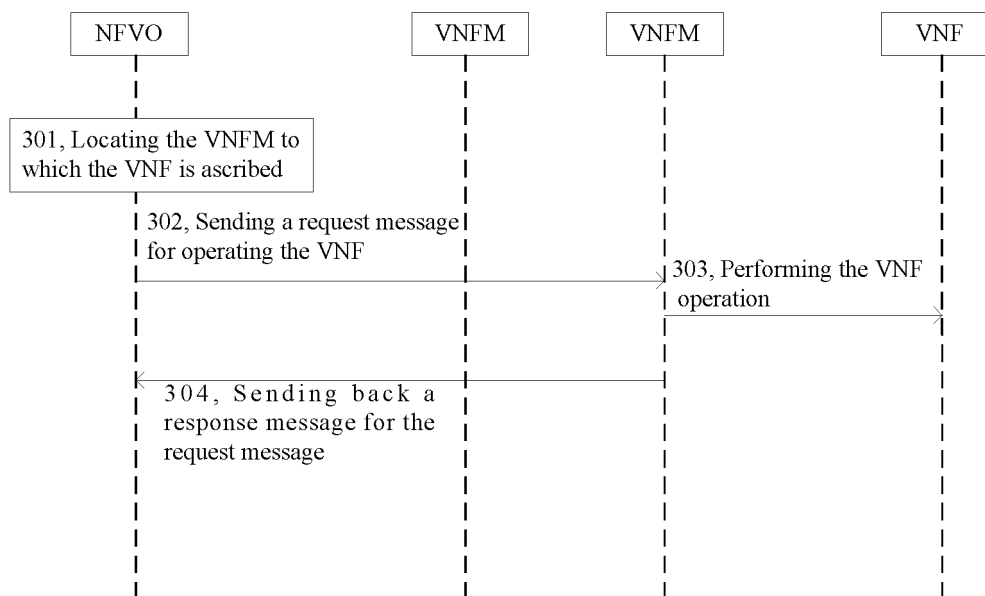 NFVO
VNFM
VNFM
VNF
301, Locating the VNFM to
which the VNF is ascribed
302, Sending a request message
for operating the VNF
303, Performing the VNF
operation
304, Sending back a
response message for the
request message